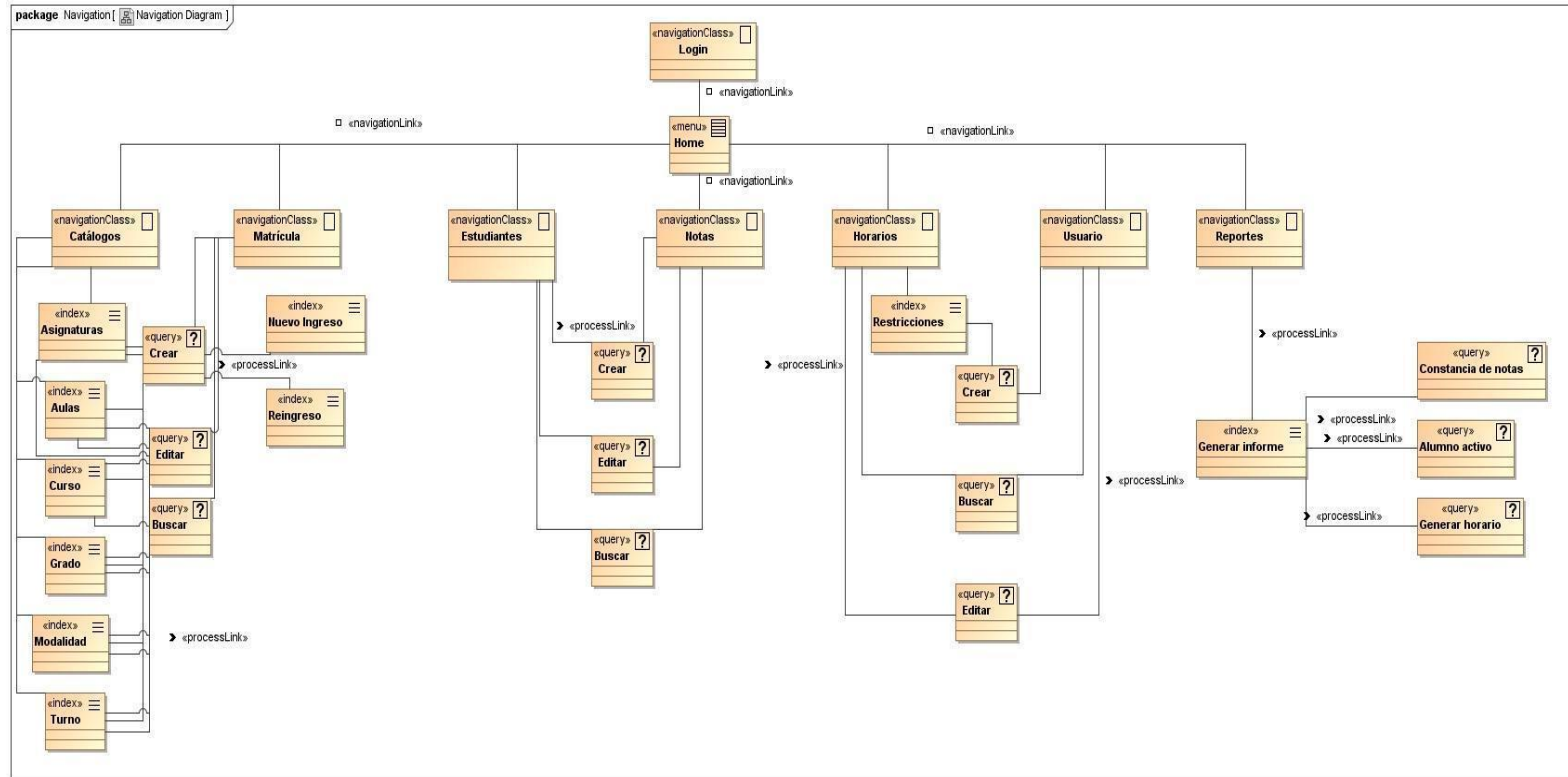 package Navigation [ Navigation Diagram ]
«navigationClass»
Login
«navigationLink»
«menu»
Home
«navigationLink»
«navigationLink»
«navigationLink»
«navigationClass»
Catálogos
«navigationClass»
Matrícula
«navigationClass»
Estudiantes
«navigationClass»
Notas
«navigationClass»
Horarios
«navigationClass»
Usuario
«navigationClass»
Reportes
«index»
Asignaturas
«query» ?
Crear
«index»
Nuevo Ingreso
«processLink»
«index»
Reingreso
«index»
Aulas
«query» ?
Editar
«index»
Curso
«query» ?
Buscar
«index»
Grado
«index»
Modalidad
«processLink»
«index»
Turno
«processLink»
«query» ?
Crear
«query» ?
Editar
«query» ?
Buscar
«processLink»
«index»
Restricciones
«query» ?
Crear
«query» ?
Buscar
«processLink»
«query» ?
Editar
«processLink»
«index»
Generar informe
«processLink»
«processLink»
«processLink»
«query» ?
Constancia de notas
«query» ?
Alumno activo
«query» ?
Generar horario